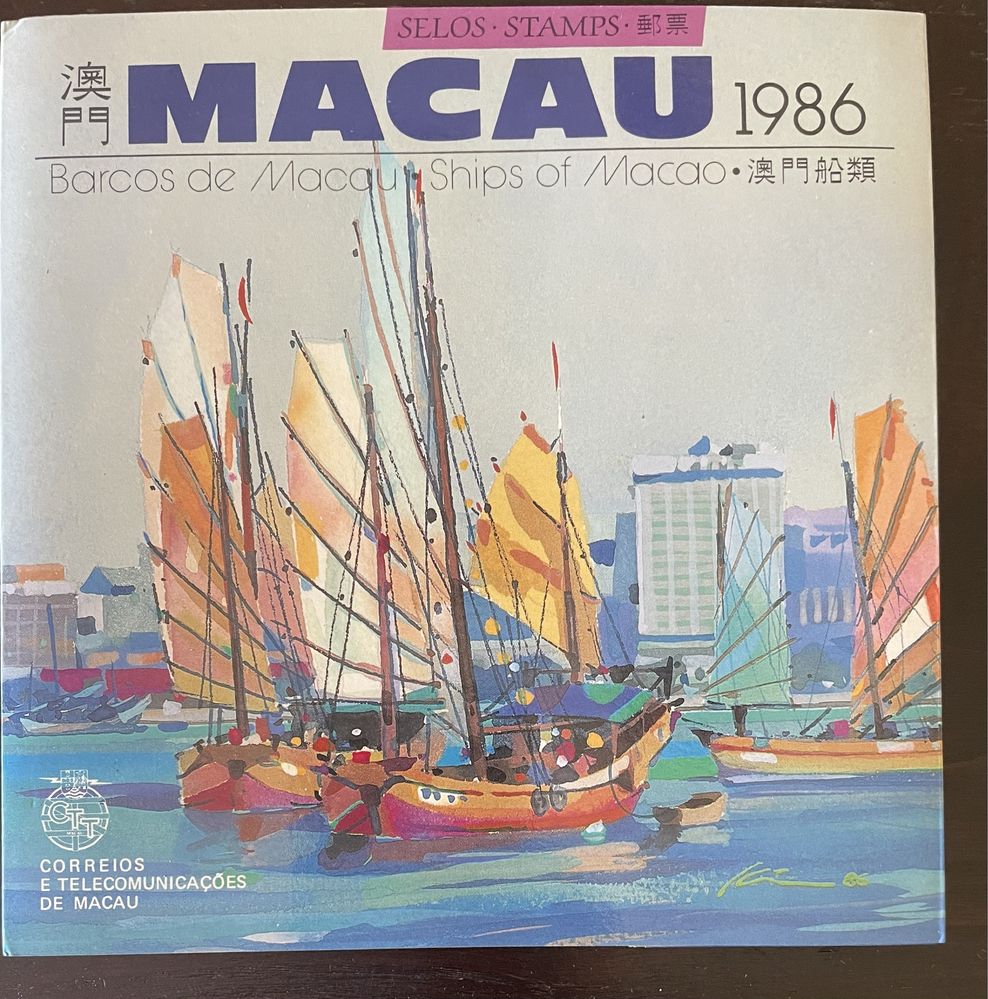 SELOS · STAMPS · 郵票
澳門 MACAU 1986
Barcos de Macau • Ships of Macao • 澳門船類
CTT
CORREIOS
E TELECOMUNICAÇÕES
DE MACAU
86